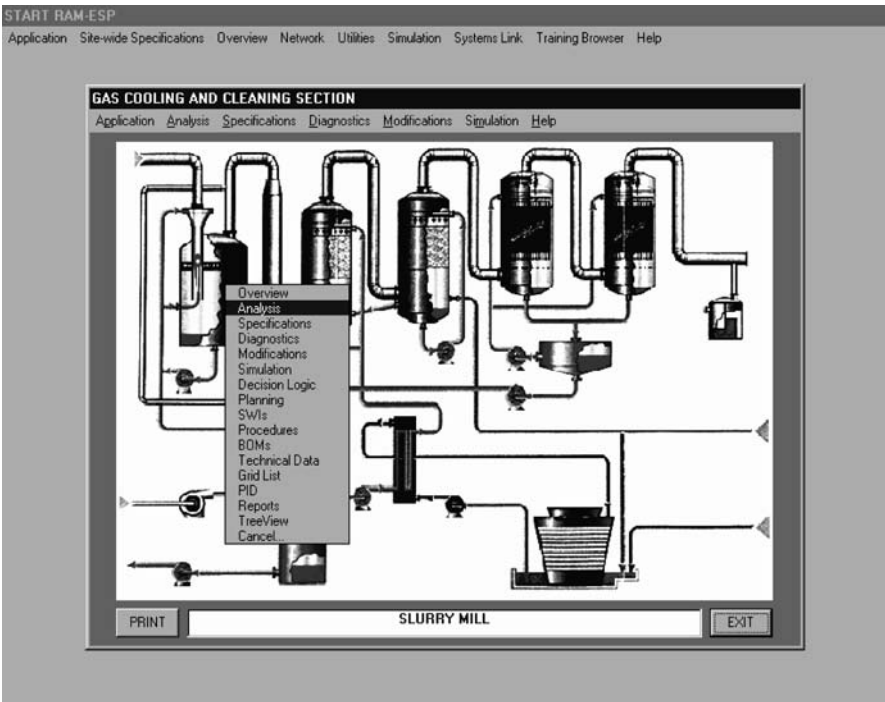 START RAM-ESP
Application Site-wide Specifications Overview Network Utilities Simulation Systems Link Training Browser Help
GAS COOLING AND CLEANING SECTION
Application Analysis Specifications Diagnostics Modifications Simulation Help
Overview
Analysis
Specifications
Diagnostics
Modifications
Simulation
Decision Logic
Planning
SWIs
Procedures
BOMs
Technical Data
Grid List
PID
Reports
TreeView
Cancel...
PRINT SLURRY MILL EXIT